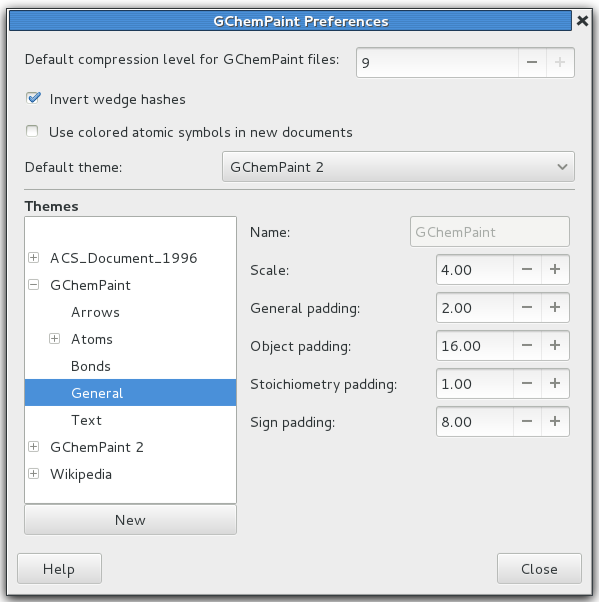 GChemPaint Preferences
Default compression level for GChemPaint files: 9
Invert wedge hashes
Use colored atomic symbols in new documents
Default theme: GChemPaint 2
Themes
ACS_Document_1996
GChemPaint
Arrows
Atoms
Bonds
General
Text
GChemPaint 2
Wikipedia
New
Name: GChemPaint
Scale: 4.00
General padding: 2.00
Object padding: 16.00
Stoichiometry padding: 1.00
Sign padding: 8.00
Help
Close